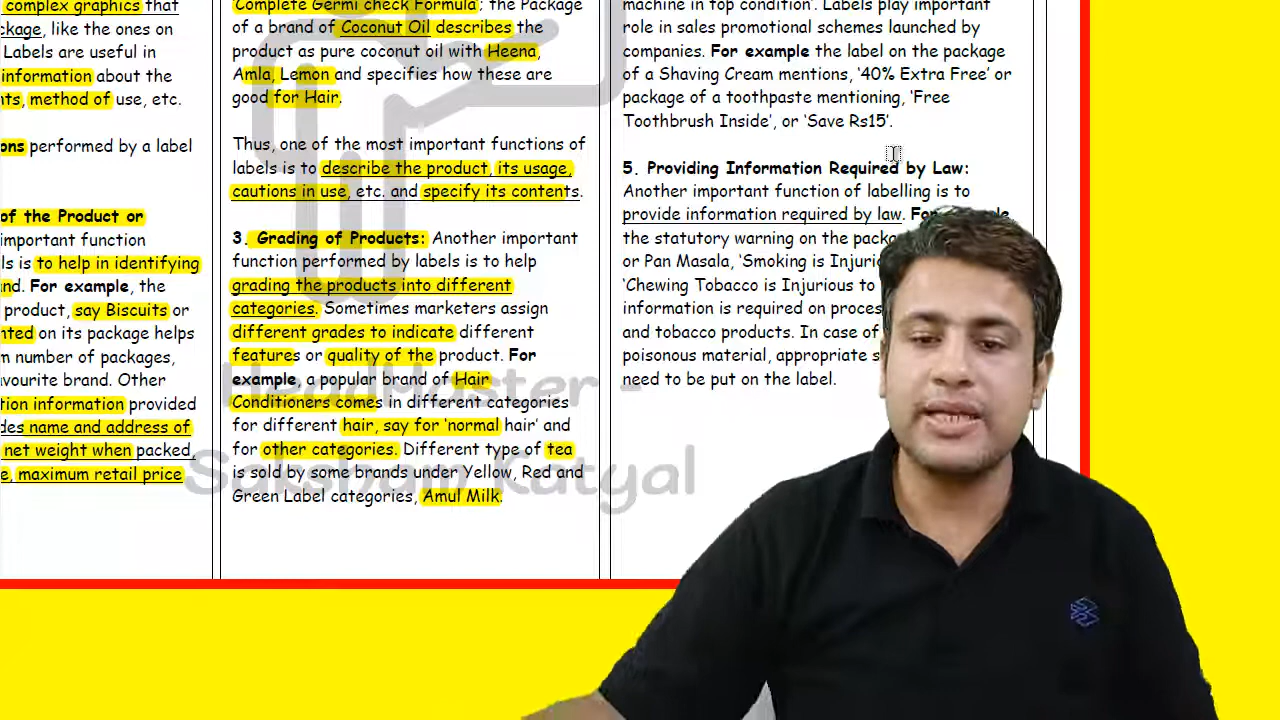 complex graphics that
ckage, like the ones on
Labels are useful in
information about the
nts, method of use, etc.
ons performed by a label
of the Product or
important function
ls is to help in identifying
nd. For example, the
product, say Biscuits or
nted on its package helps
m number of packages,
avourite brand. Other
tion information provided
des name and address of
net weight when packed,
e, maximum retail price
'Complete Germi check Formula'; the Package
of a brand of Coconut Oil describes the
product as pure coconut oil with Heena,
Amla, Lemon and specifies how these are
good for Hair.
Thus, one of the most important functions of
labels is to describe the product, its usage,
cautions in use, etc. and specify its contents.
3. Grading of Products: Another important
function performed by labels is to help
grading the products into different
categories. Sometimes marketers assign
different grades to indicate different
features or quality of the product. For
example, a popular brand of Hair
Conditioners comes in different categories
for different hair, say for 'normal hair' and
for other categories. Different type of tea
is sold by some brands under Yellow, Red and
Green Label categories, Amul Milk.
machine in top condition'. Labels play important
role in sales promotional schemes launched by
companies. For example the label on the package
of a Shaving Cream mentions, '40% Extra Free' or
package of a toothpaste mentioning, 'Free
Toothbrush Inside', or 'Save Rs15'.
5. Providing Information Required by Law:
Another important function of labelling is to
provide information required by law.
the statutory warning on the
or Pan Masala, 'Smoking is
'Chewing Tobacco is Injurious to
information is required on
and tobacco products. In case of
poisonous material, appropriate
need to be put on the label.
HeadMaster -
Saksham Katyal